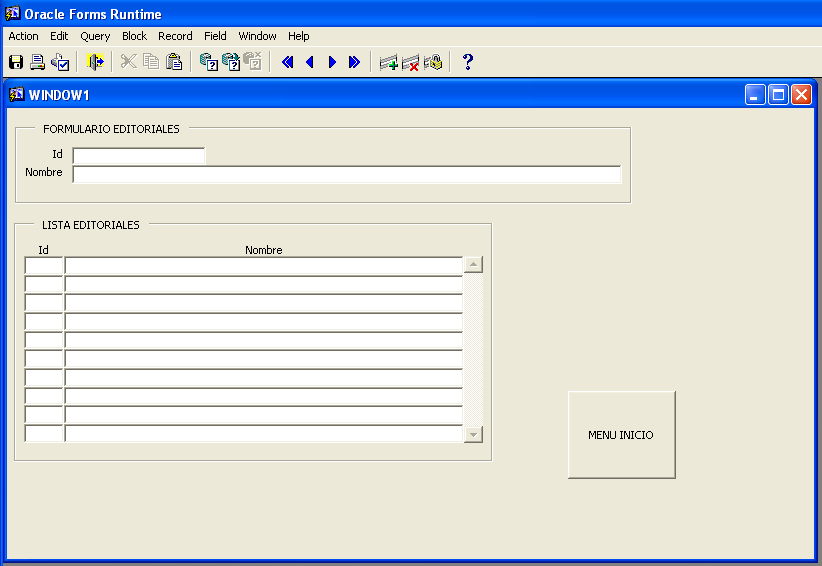 Oracle Forms Runtime
Action Edit Query Block Record Field Window Help
WINDOW1
FORMULARIO EDITORIALES
Id
Nombre
LISTA EDITORIALES
Id Nombre
MENU INICIO